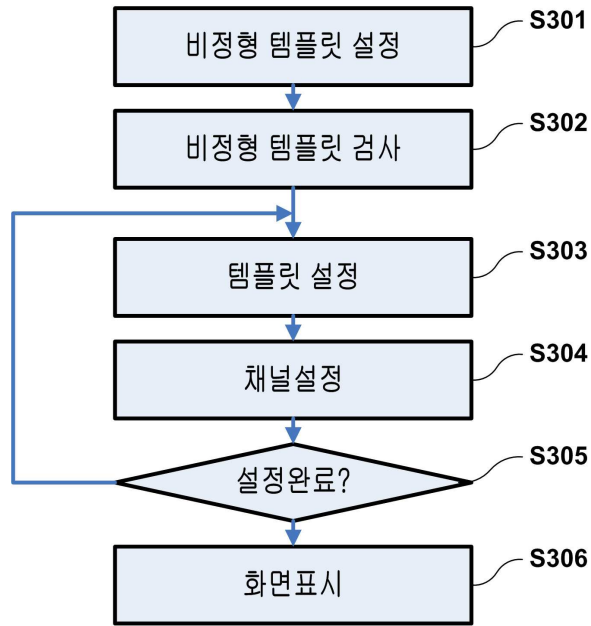 비정형 템플릿 설정
S301
비정형 템플릿 검사
S302
템플릿 설정
S303
채널설정
S304
설정완료?
S305
화면표시
S306